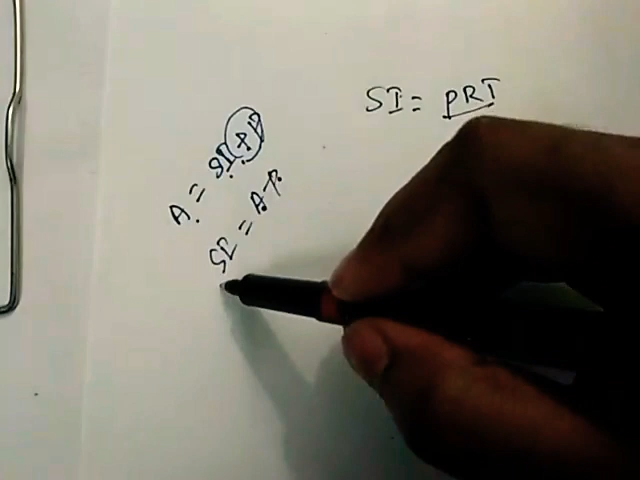 SI = PRT
A = SI + P
SI = A - P